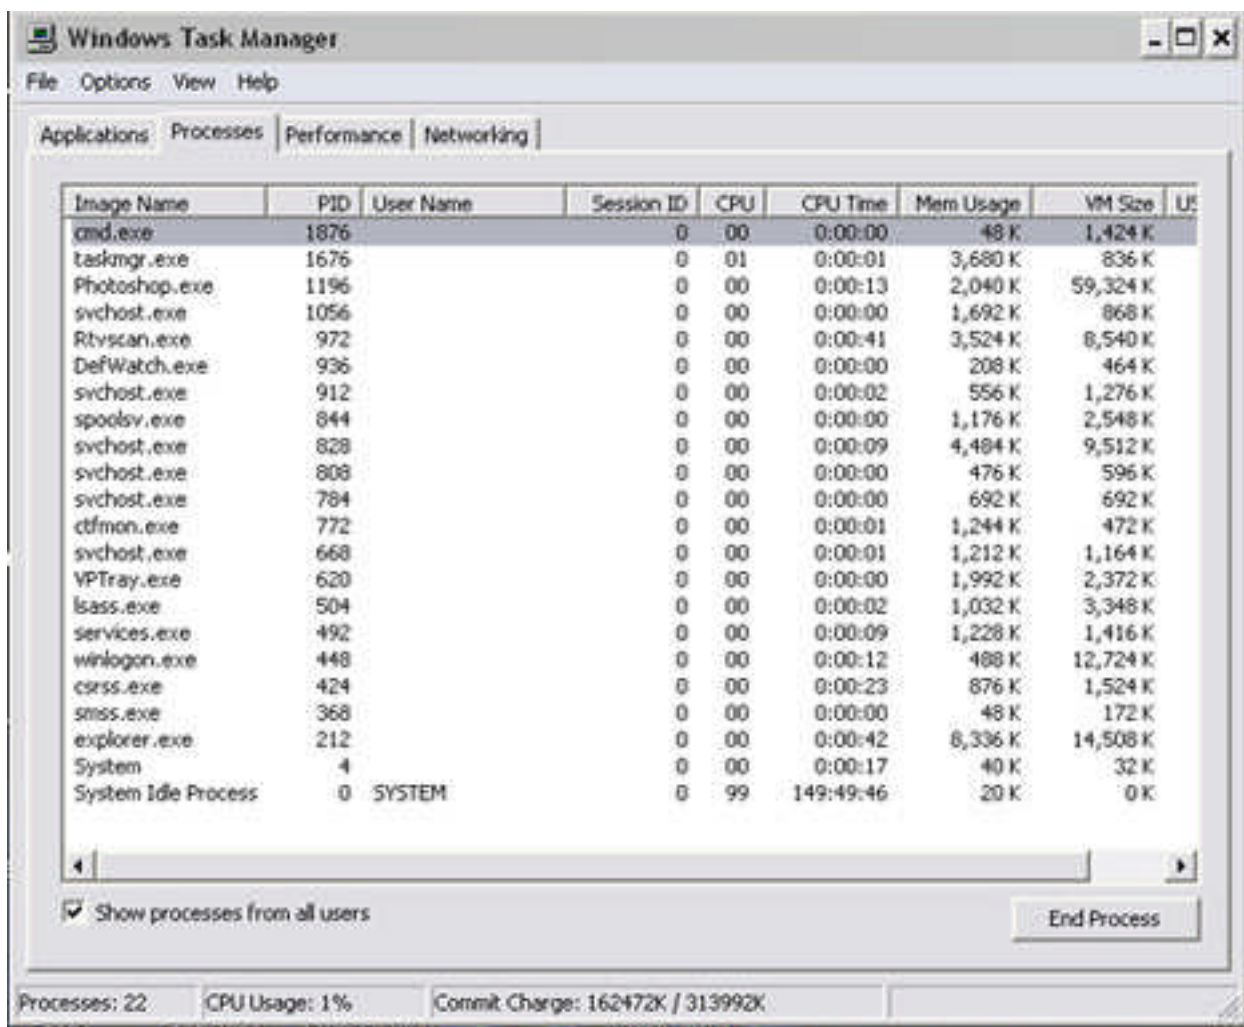 Windows Task Manager
File Options View Help
Applications Processes Performance Networking
Image Name PID User Name Session ID CPU CPU Time Mem Usage VM Size US
cmd.exe 1876 0 00 0:00:00 48 K 1,424 K
taskmgr.exe 1676 0 01 0:00:01 3,680 K 836 K
Photoshop.exe 1196 0 00 0:00:13 2,040 K 59,324 K
svchost.exe 1056 0 00 0:00:00 1,692 K 868 K
Rtvscan.exe 972 0 00 0:00:41 3,524 K 8,540 K
DefWatch.exe 936 0 00 0:00:00 208 K 464 K
svchost.exe 912 0 00 0:00:02 556 K 1,276 K
spoolsv.exe 844 0 00 0:00:00 1,176 K 2,548 K
svchost.exe 828 0 00 0:00:09 4,484 K 9,512 K
svchost.exe 808 0 00 0:00:00 476 K 596 K
svchost.exe 784 0 00 0:00:00 692 K 692 K
ctfmon.exe 772 0 00 0:00:01 1,244 K 472 K
svchost.exe 668 0 00 0:00:01 1,212 K 1,164 K
VPTray.exe 620 0 00 0:00:00 1,992 K 2,372 K
lsass.exe 504 0 00 0:00:02 1,032 K 3,348 K
services.exe 492 0 00 0:00:09 1,228 K 1,416 K
winlogon.exe 448 0 00 0:00:12 488 K 12,724 K
csrss.exe 424 0 00 0:00:23 876 K 1,524 K
smss.exe 368 0 00 0:00:00 48 K 172 K
explorer.exe 212 0 00 0:00:42 8,336 K 14,508 K
System 4 0 00 0:00:17 40 K 32 K
System Idle Process 0 SYSTEM 0 99 149:49:46 20 K 0 K
Show processes from all users
End Process
Processes: 22 CPU Usage: 1% Commit Charge: 162472K / 313992K